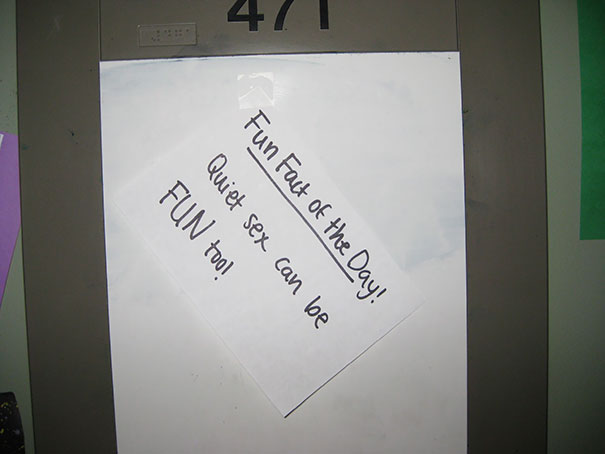 471
Fun Fact of the Day!
Quiet sex can be
FUN too!